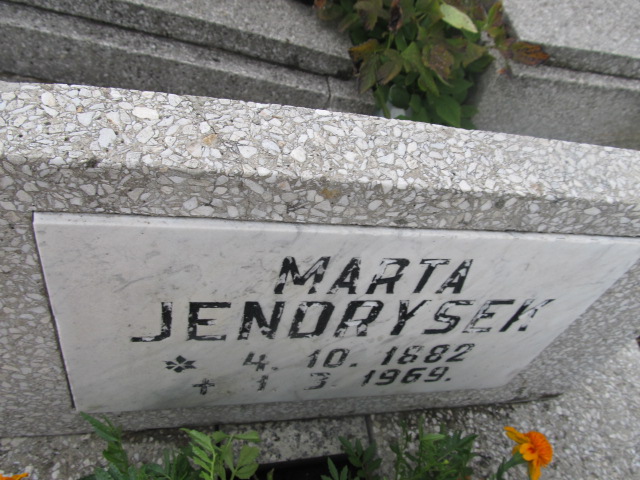 MARTA
JENDRYSEK
* 4. 10. 1882
✝ 1 3. 1969.